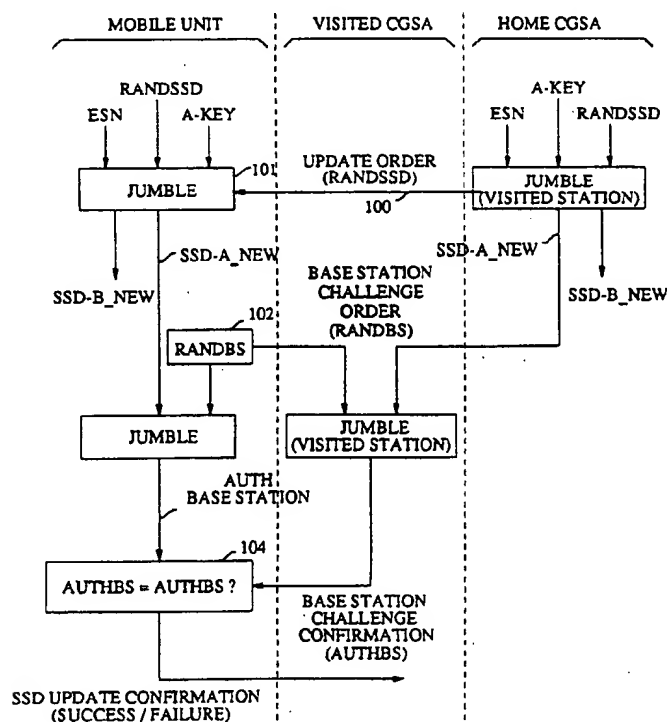 MOBILE UNIT
VISITED CGSA
HOME CGSA
RANDSSD
ESN
A-KEY
A-KEY
ESN
RANDSSD
101
JUMBLE
UPDATE ORDER
(RANDSSD)
100
JUMBLE
(VISITED STATION)
SSD-A_NEW
SSD-B_NEW
SSD-A_NEW
SSD-B_NEW
BASE STATION
CHALLENGE
ORDER
(RANDBS)
102
RANDBS
JUMBLE
JUMBLE
(VISITED STATION)
AUTH
BASE STATION
104
AUTHBS = AUTHBS ?
BASE STATION
CHALLENGE
CONFIRMATION
(AUTHBS)
SSD UPDATE CONFIRMATION
(SUCCESS / FAILURE)